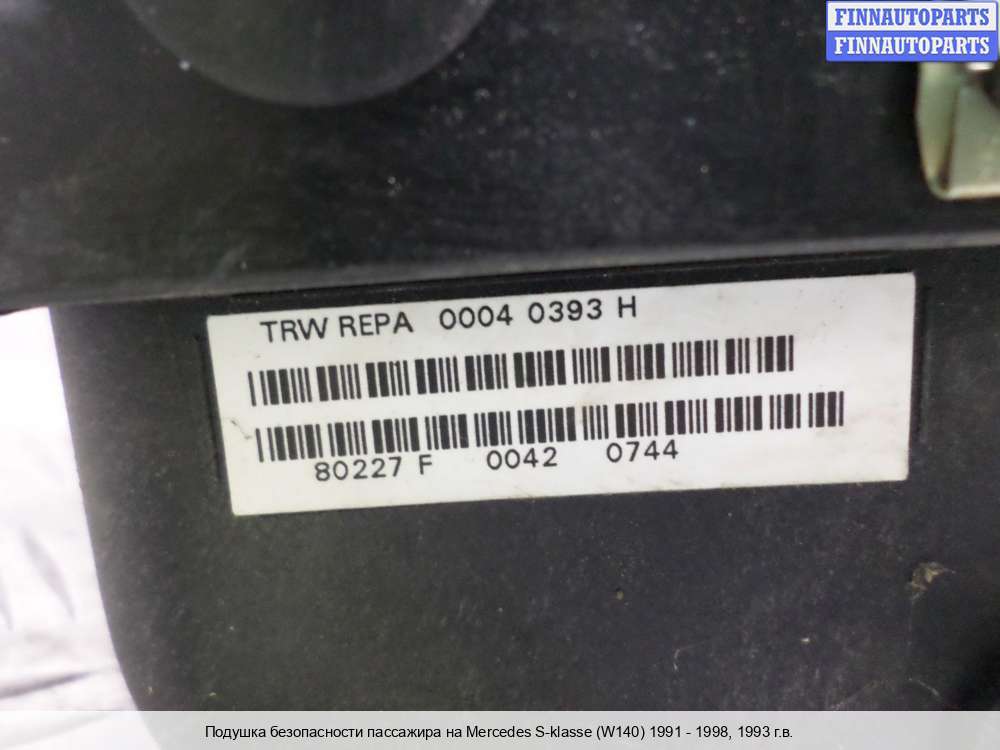 FINNAUTOPARTS
FINNAUTOPARTS
TRW REPA 0004 0393 H
80227 F 0042 0744
Подушка безопасности пассажира на Mercedes S-klasse (W140) 1991 - 1998, 1993 г.в.